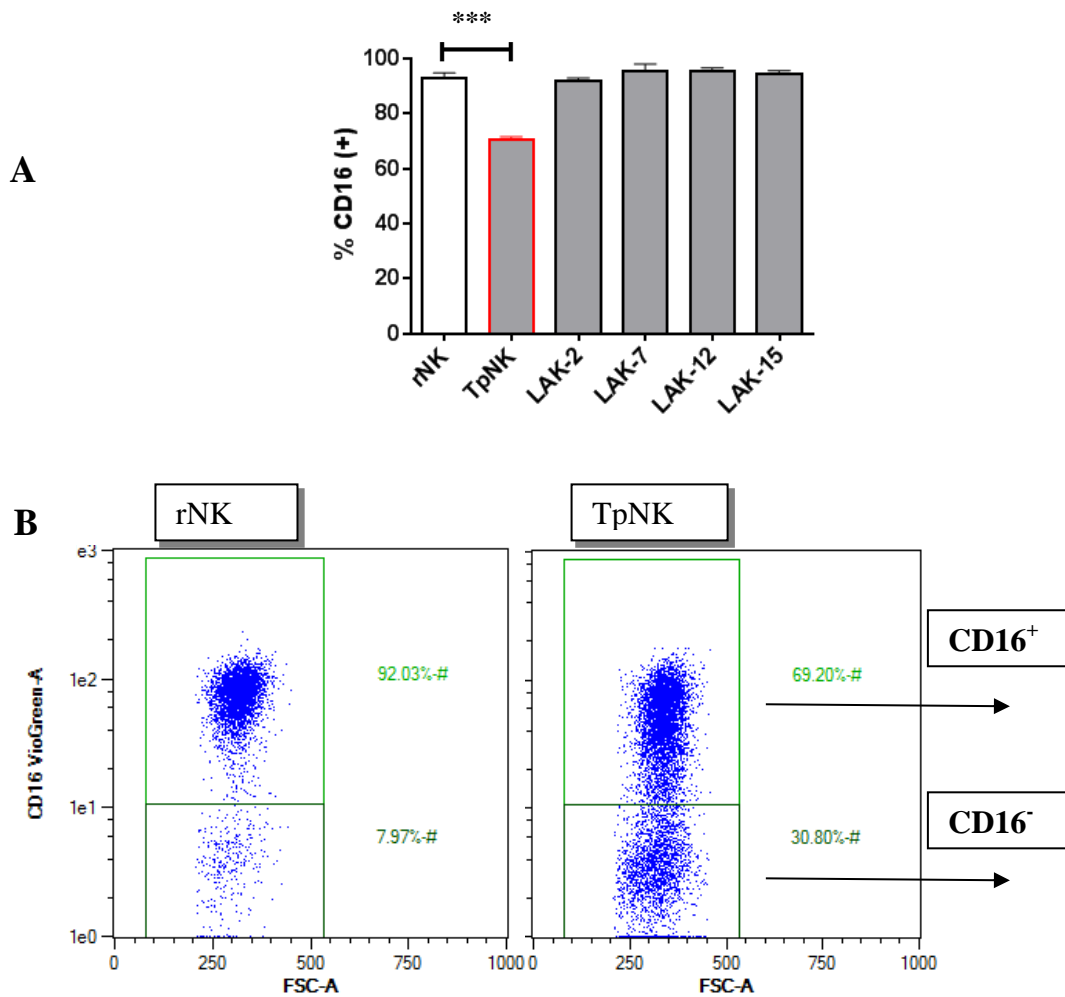 A
***
% CD16 (+)
100
80
60
40
20
0
rNK
TpNK
LAK-2
LAK-7
LAK-12
LAK-15
B
rNK
TpNK
CD16 VioGreen-A
e3
1e2
1e1
1e0
92.03%-#
7.97%-#
0
250
500
750
1000
FSC-A
69.20%-#
30.80%-#
0
250
500
750
1000
FSC-A
CD16⁺
CD16⁻